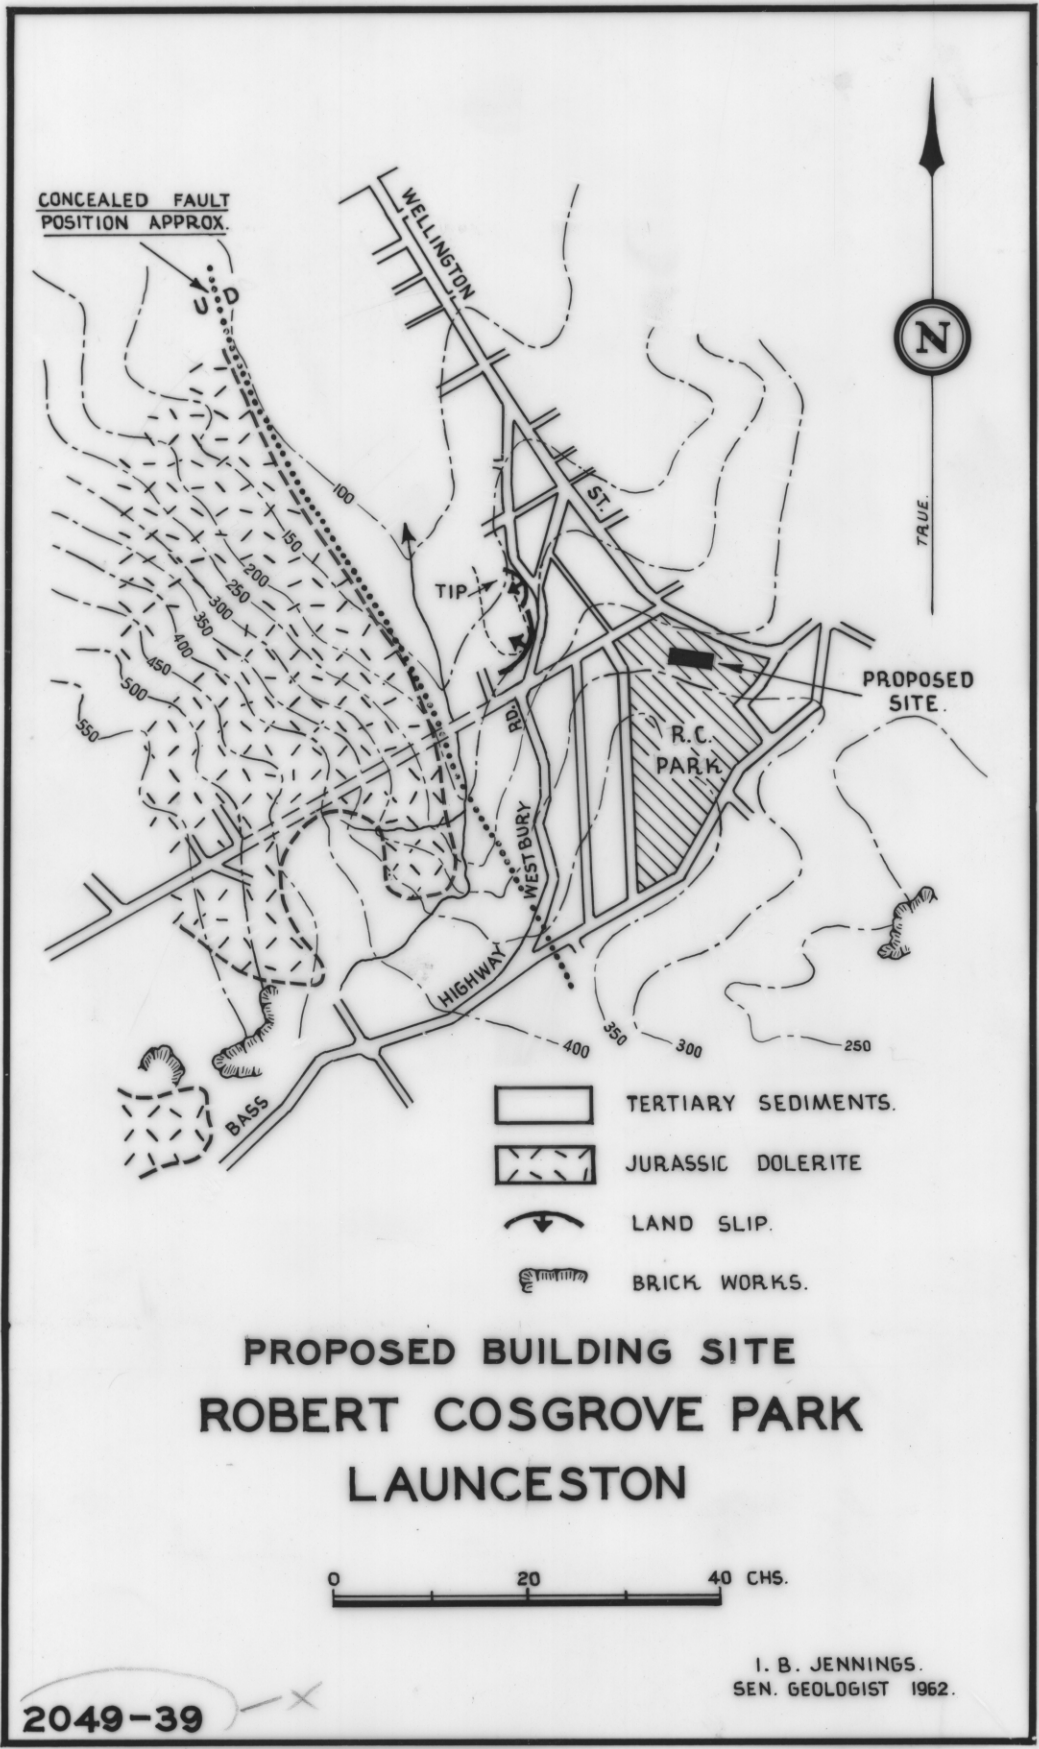 CONCEALED FAULT
POSITION APPROX.
U D
WELLINGTON
ST.
N
TRUE.
100
150
200
250
300
350
400
450
500
550
TIP
RD.
WESTBURY
PROPOSED
SITE.
R.C.
PARK
HIGHWAY
BASS
400
350
300
250
TERTIARY SEDIMENTS.
JURASSIC DOLERITE
LAND SLIP.
BRICK WORKS.
PROPOSED BUILDING SITE
ROBERT COSGROVE PARK
LAUNCESTON
0 20 40 CHS.
I. B. JENNINGS.
SEN. GEOLOGIST 1962.
2049-39
X